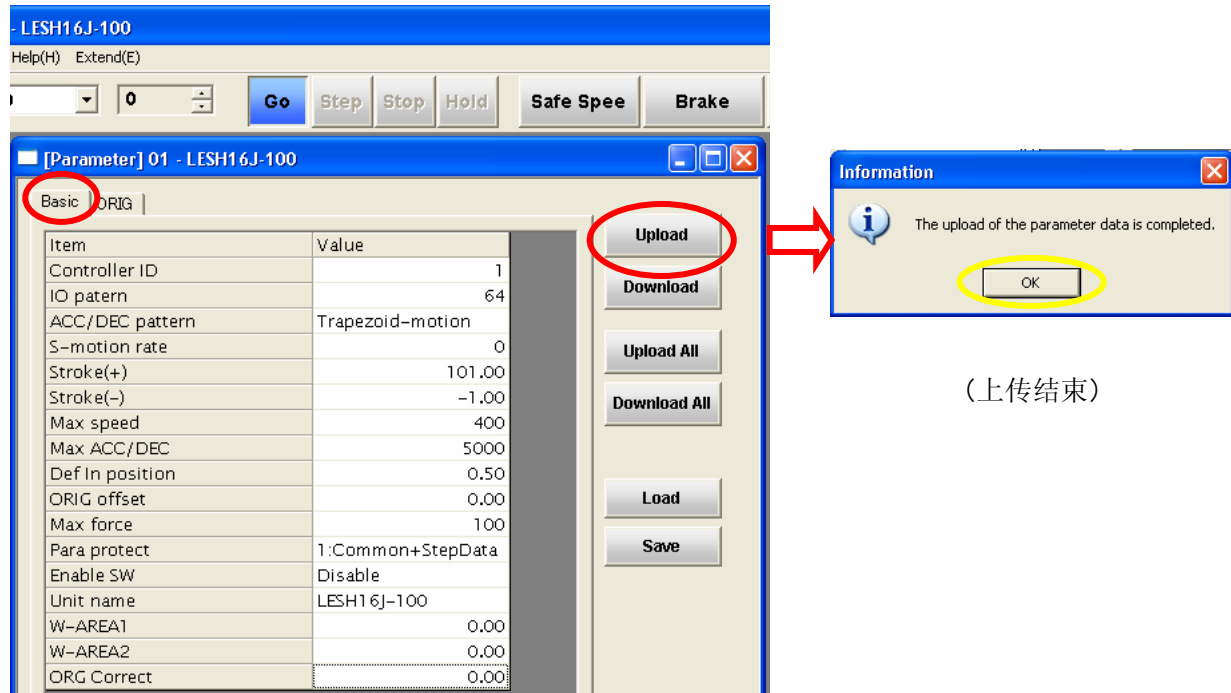 - LESH16J-100
Help(H) Extend(E)
0 Go Step Stop Hold Safe Spee Brake
[Parameter] 01 - LESH16J-100
Basic ORIG
Item Value
Controller ID 1
IO patern 64
ACC/DEC pattern Trapezoid-motion
S-motion rate 0
Stroke(+) 101.00
Stroke(-) -1.00
Max speed 400
Max ACC/DEC 5000
Def In position 0.50
ORIG offset 0.00
Max force 100
Para protect 1:Common+StepData
Enable SW Disable
Unit name LESH16J-100
W-AREA1 0.00
W-AREA2 0.00
ORG Correct 0.00
Upload
Download
Upload All
Download All
Load
Save
Information
The upload of the parameter data is completed.
OK
(上传结束)